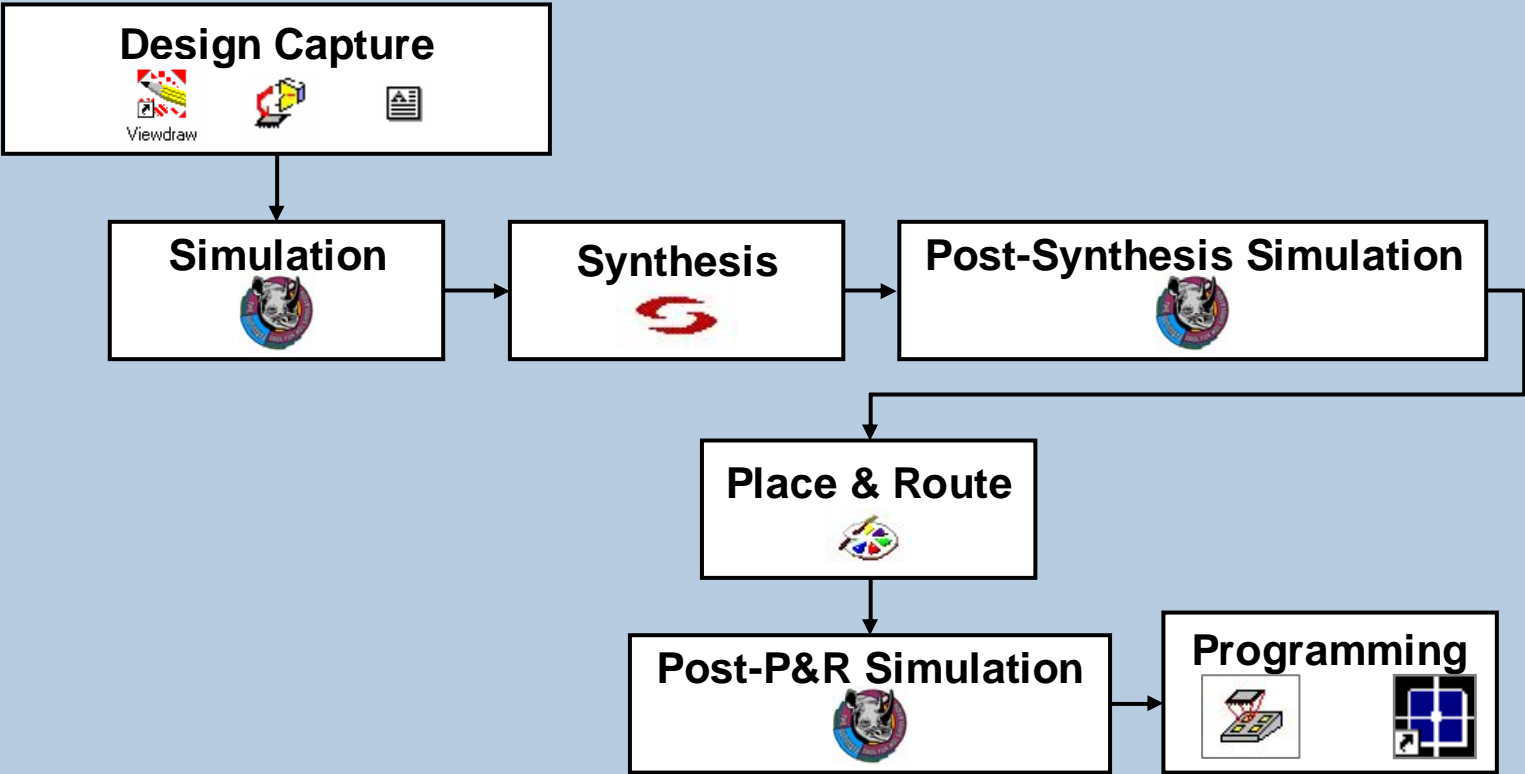 Design Capture
Viewdraw
Simulation
Synthesis
Post-Synthesis Simulation
Place & Route
Post-P&R Simulation
Programming